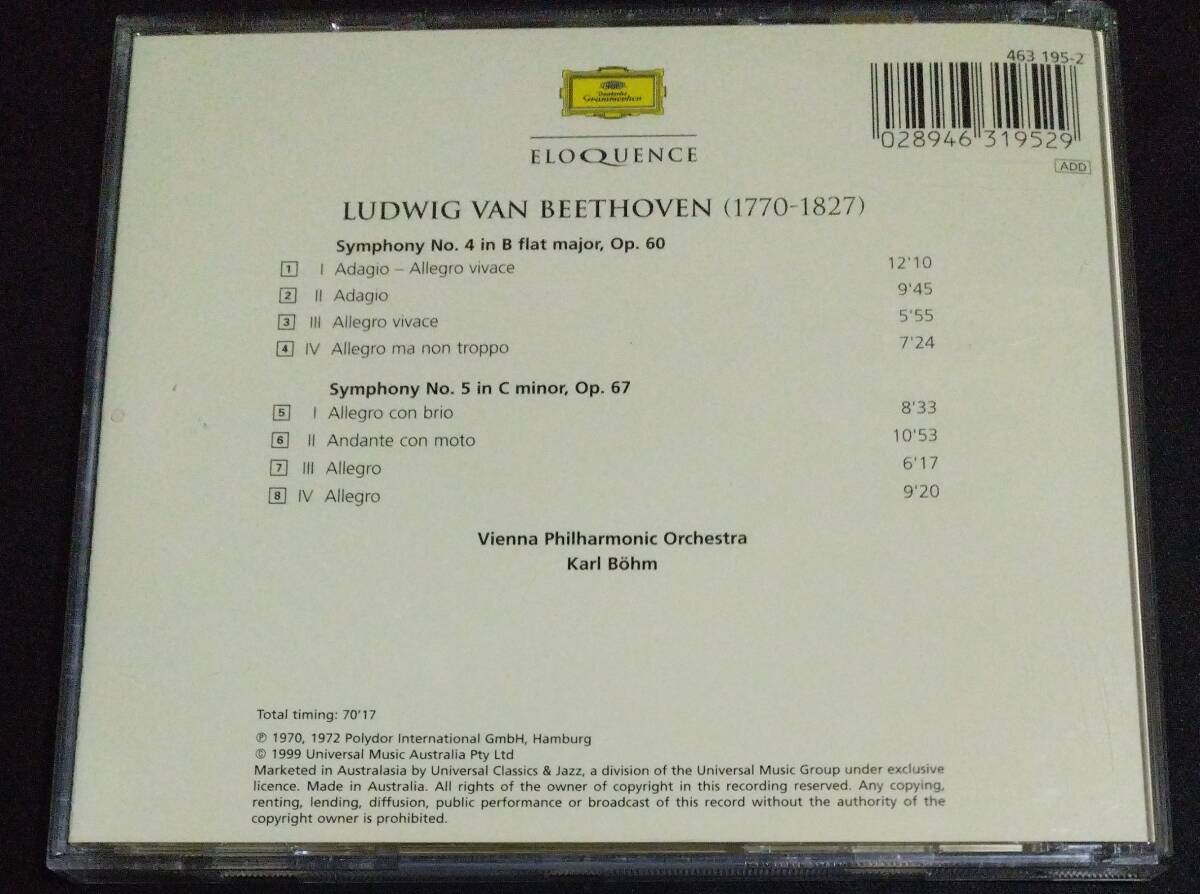 463 195-2
Deutsche
Grammophon
028946 319529
ELOQUENCE
ADD
LUDWIG VAN BEETHOVEN (1770-1827)
Symphony No. 4 in B flat major, Op. 60
1 I Adagio – Allegro vivace 12'10
2 II Adagio 9'45
3 III Allegro vivace 5'55
4 IV Allegro ma non troppo 7'24
Symphony No. 5 in C minor, Op. 67
5 I Allegro con brio 8'33
6 II Andante con moto 10'53
7 III Allegro 6'17
8 IV Allegro 9'20
Vienna Philharmonic Orchestra
Karl Böhm
Total timing: 70'17
℗ 1970, 1972 Polydor International GmbH, Hamburg
© 1999 Universal Music Australia Pty Ltd
Marketed in Australasia by Universal Classics & Jazz, a division of the Universal Music Group under exclusive
licence. Made in Australia. All rights of the owner of copyright in this recording reserved. Any copying,
renting, lending, diffusion, public performance or broadcast of this record without the authority of the
copyright owner is prohibited.